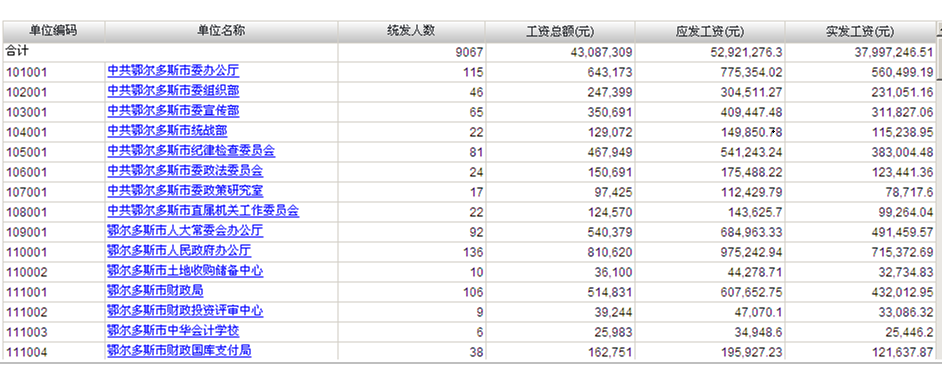 单位编码 单位名称 统发人数 工资总额(元) 应发工资(元) 实发工资(元)
合计 9067 43,087,309 52,921,276.3 37,997,246.51
101001 中共鄂尔多斯市委办公厅 115 643,173 775,354.02 560,499.19
102001 中共鄂尔多斯市委组织部 46 247,399 304,511.27 231,051.16
103001 中共鄂尔多斯市委宣传部 65 350,691 409,447.48 311,827.06
104001 中共鄂尔多斯市统战部 22 129,072 149,850.78 115,238.95
105001 中共鄂尔多斯市纪律检查委员会 81 467,949 541,243.24 383,004.48
106001 中共鄂尔多斯市委政法委员会 24 150,691 175,488.22 123,441.36
107001 中共鄂尔多斯市委政策研究室 17 97,425 112,429.79 78,717.6
108001 中共鄂尔多斯市直属机关工作委员会 22 124,570 143,625.7 99,264.04
109001 鄂尔多斯市人大常委会办公厅 92 540,379 684,963.33 491,459.57
110001 鄂尔多斯市人民政府办公厅 136 810,620 975,242.94 715,372.69
110002 鄂尔多斯市土地收购储备中心 10 36,100 44,278.71 32,734.83
111001 鄂尔多斯市财政局 106 514,831 607,652.75 432,012.95
111002 鄂尔多斯市财政投资评审中心 9 39,244 47,070.1 33,086.32
111003 鄂尔多斯市中华会计学校 6 25,983 34,948.6 25,446.2
111004 鄂尔多斯市财政国库支付局 38 162,751 195,927.23 121,637.87